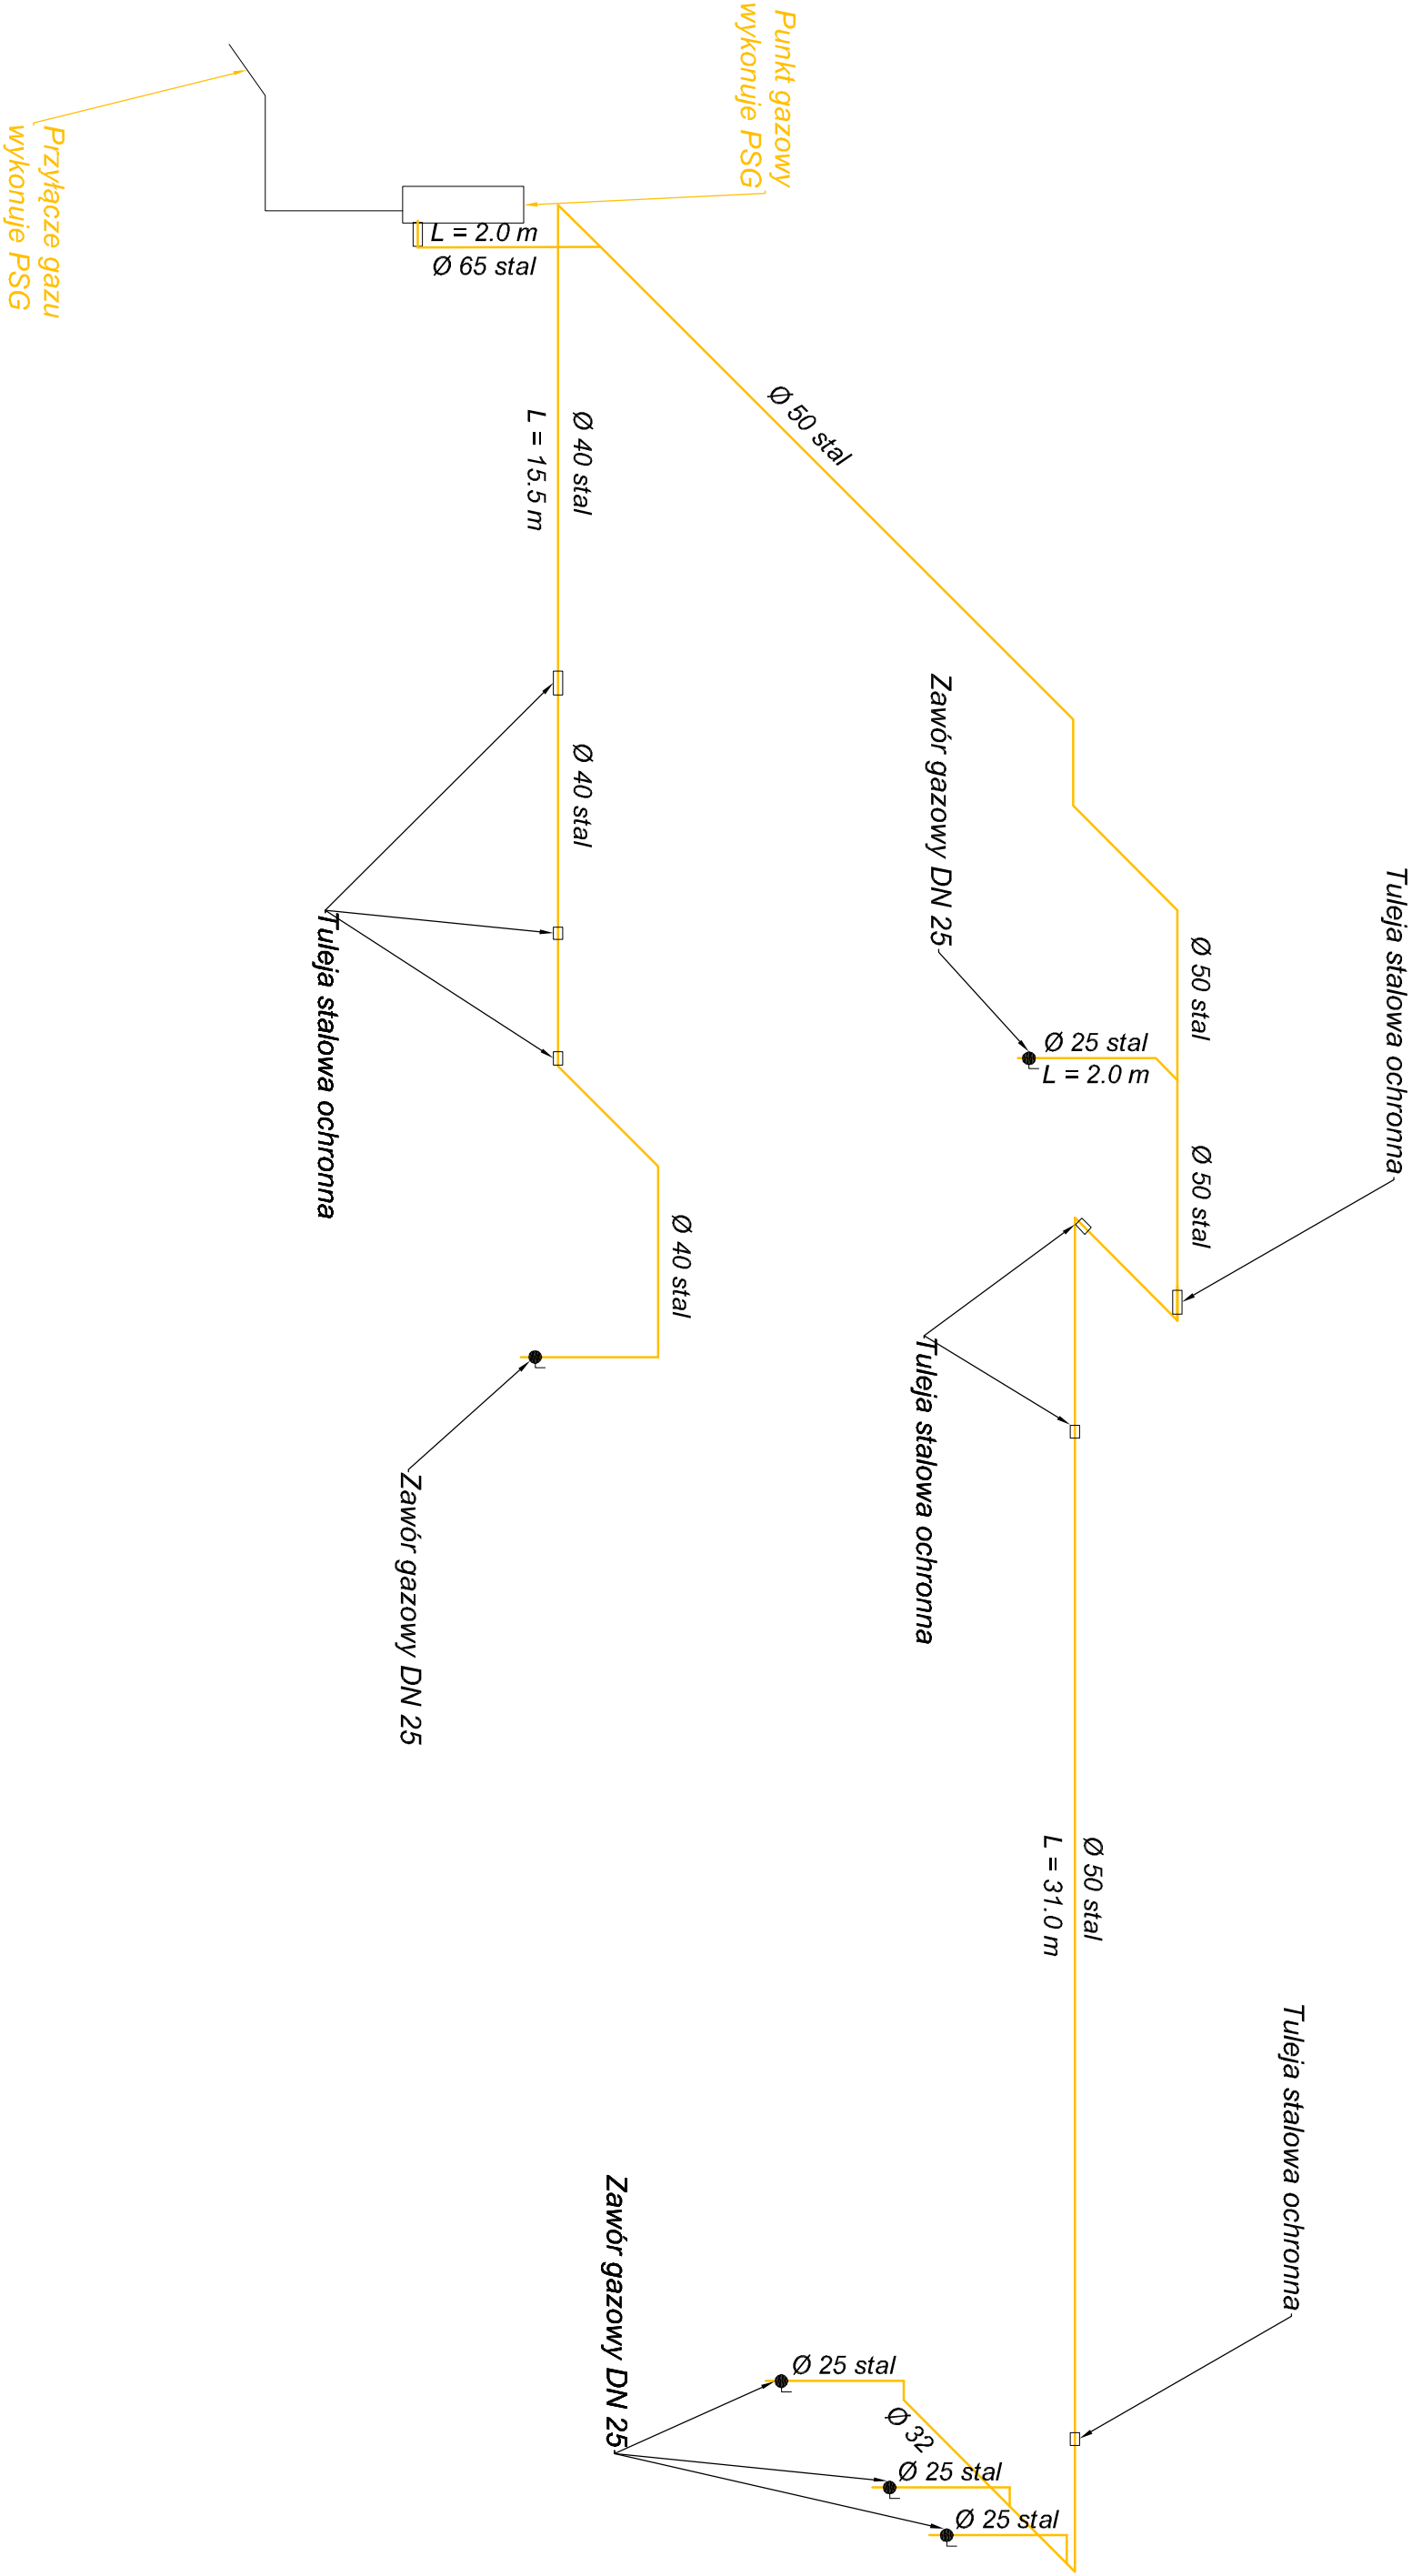 Punkt gazowy
wykonuje PSG
Przyłącze gazu
wykonuje PSG
L = 2.0 m
Ø 65 stal
Ø 50 stal
Ø 40 stal
L = 15.5 m
Ø 40 stal
Zawór gazowy DN 25
Tuleja stalowa ochronna
Tuleja stalowa ochronna
Ø 50 stal
Ø 25 stal
L = 2.0 m
Ø 50 stal
Ø 40 stal
Tuleja stalowa ochronna
Zawór gazowy DN 25
Ø 50 stal
L = 31.0 m
Tuleja stalowa ochronna
Zawór gazowy DN 25
Ø 25 stal
Ø 32
Ø 25 stal
Ø 25 stal